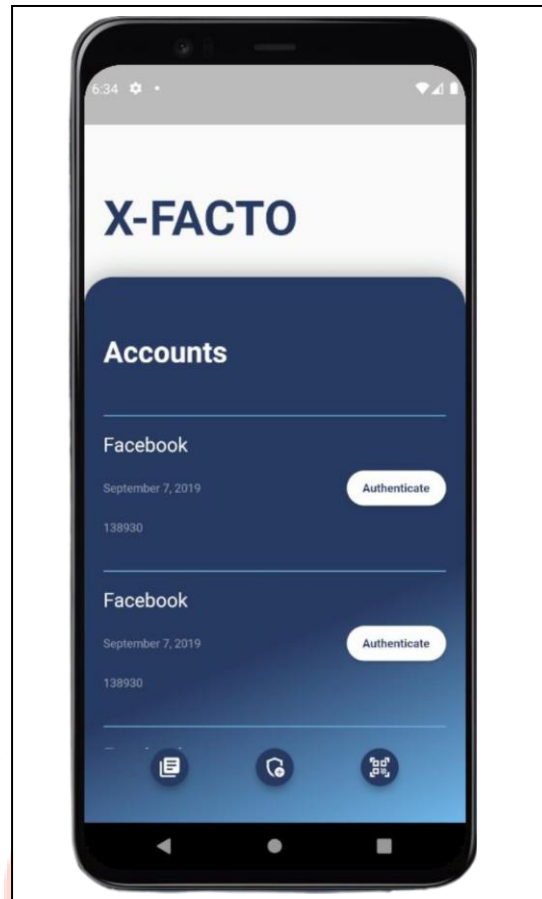 6:34
X-FACTO
Accounts
Facebook
September 7, 2019
Authenticate
138930
Facebook
September 7, 2019
Authenticate
138930